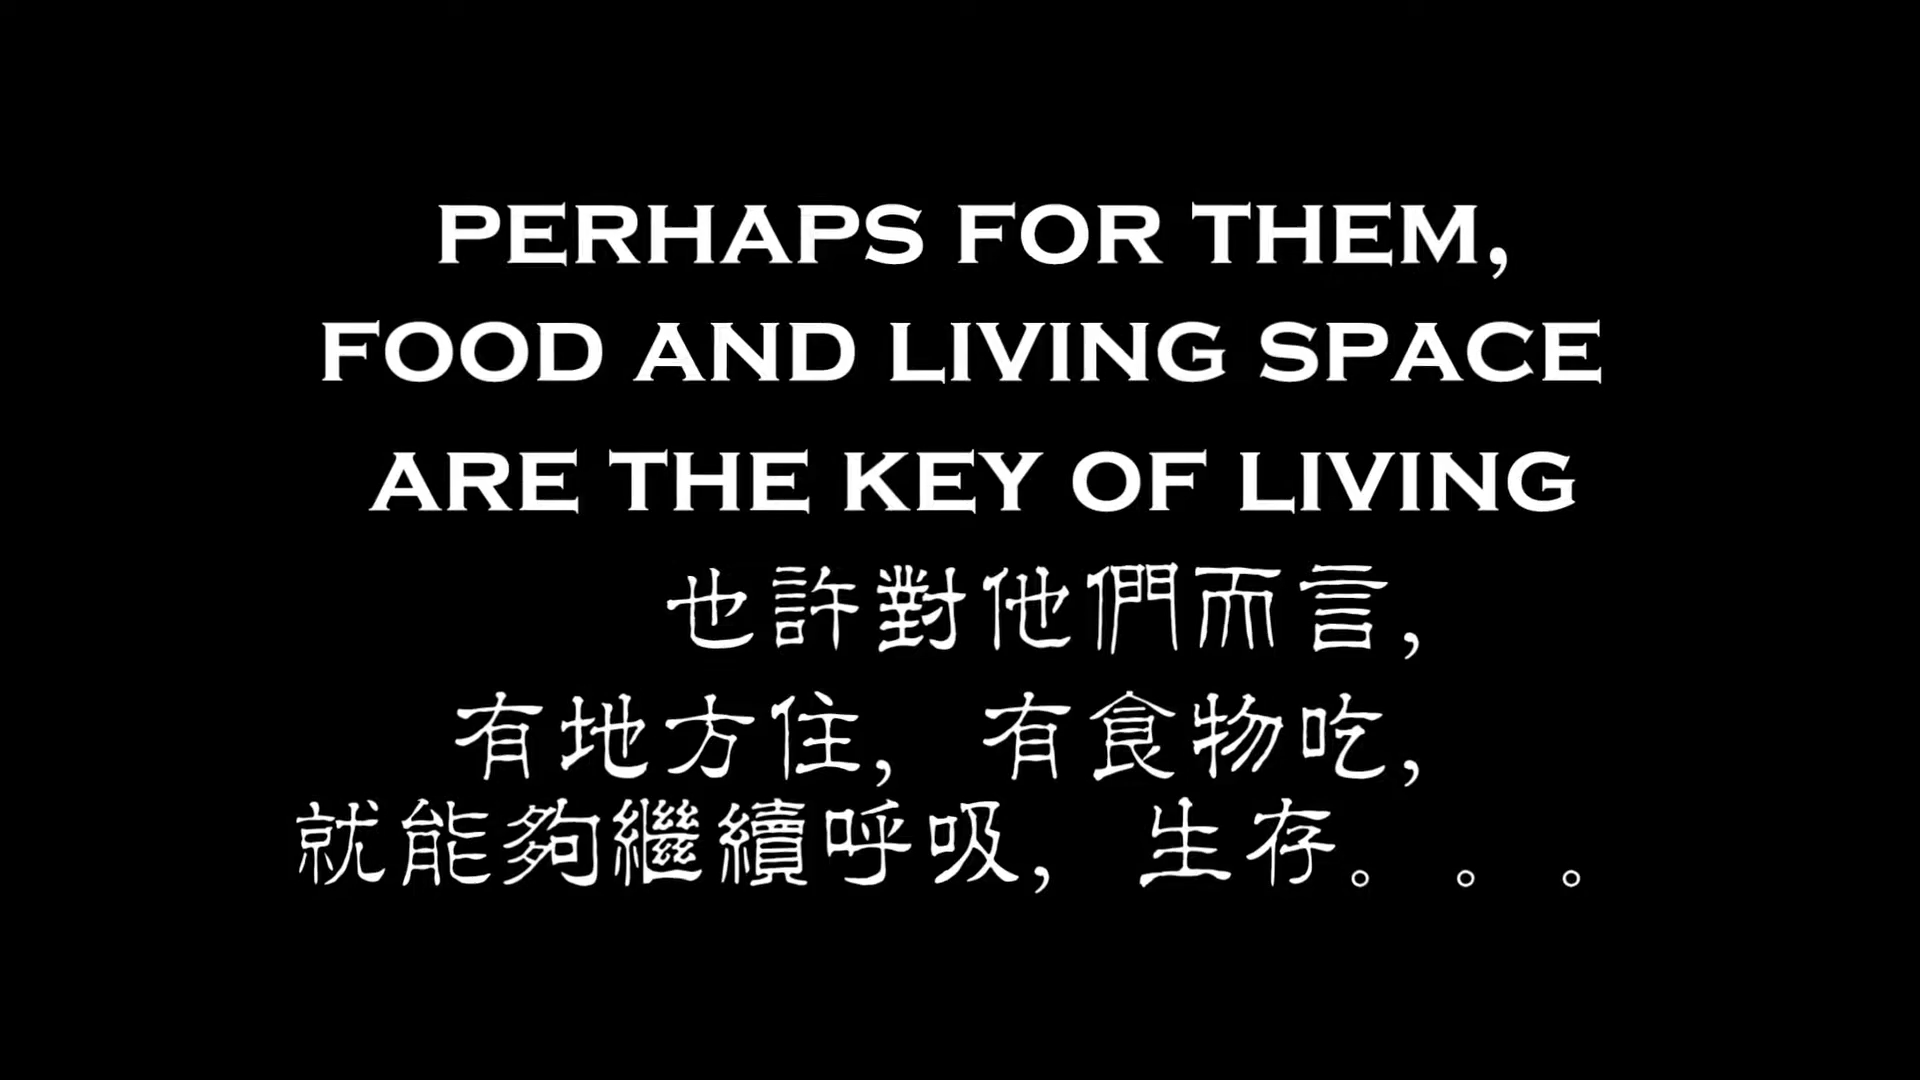 PERHAPS FOR THEM,
FOOD AND LIVING SPACE
ARE THE KEY OF LIVING
也許對他們而言,
有地方住, 有食物吃,
就能夠繼續呼吸, 生存。。。